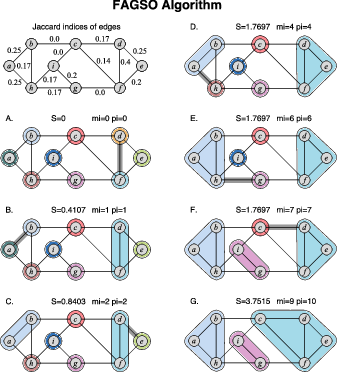 FAGSO Algorithm
Jaccard indices of edges
b 0.0 c 0.17 d
0.25 0.0 0.25
a 0.17 i 0.14 0.4 e
0.25 0.17 0.2 0.2
h 0.17 g 0.0 f
A. S=0 mi=0 pi=0
b c d
a i e
h g f
B. S=0.4107 mi=1 pi=1
b c d
a i e
h g f
C. S=0.8403 mi=2 pi=2
b c d
a i e
h g f
D. S=1.7697 mi=4 pi=4
b c d
a i e
h g f
E. S=1.7697 mi=6 pi=6
b c d
a i e
h g f
F. S=1.7697 mi=7 pi=7
b c d
a i e
h g f
G. S=3.7515 mi=9 pi=10
b c d
a i e
h g f